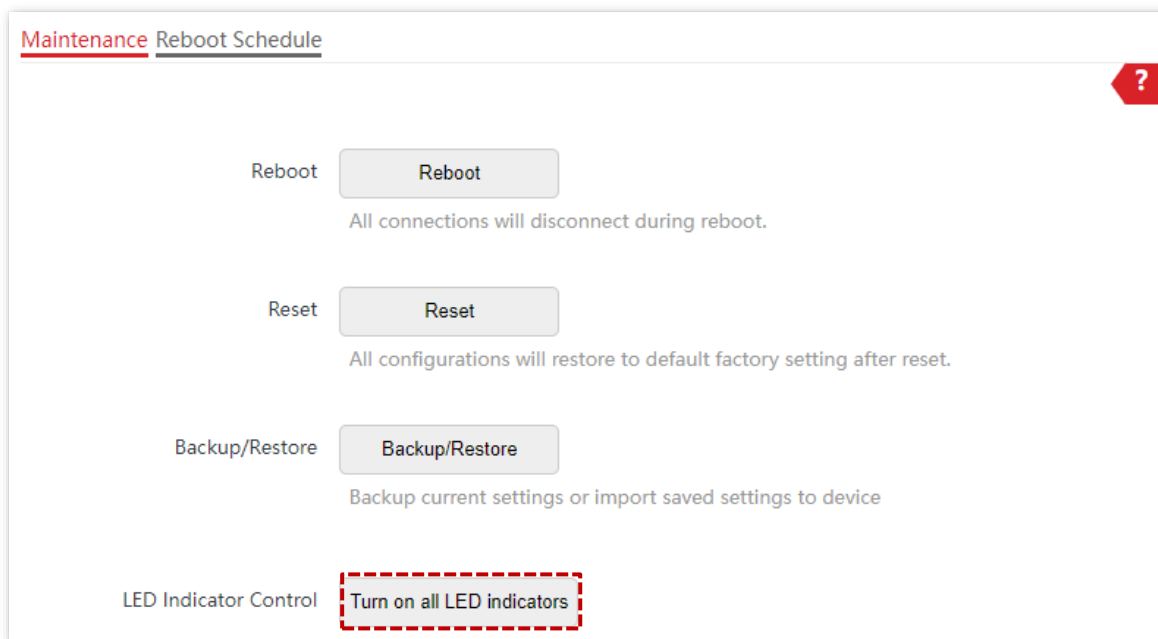 Maintenance Reboot Schedule
?
Reboot Reboot
All connections will disconnect during reboot.
Reset Reset
All configurations will restore to default factory setting after reset.
Backup/Restore Backup/Restore
Backup current settings or import saved settings to device
LED Indicator Control Turn on all LED indicators